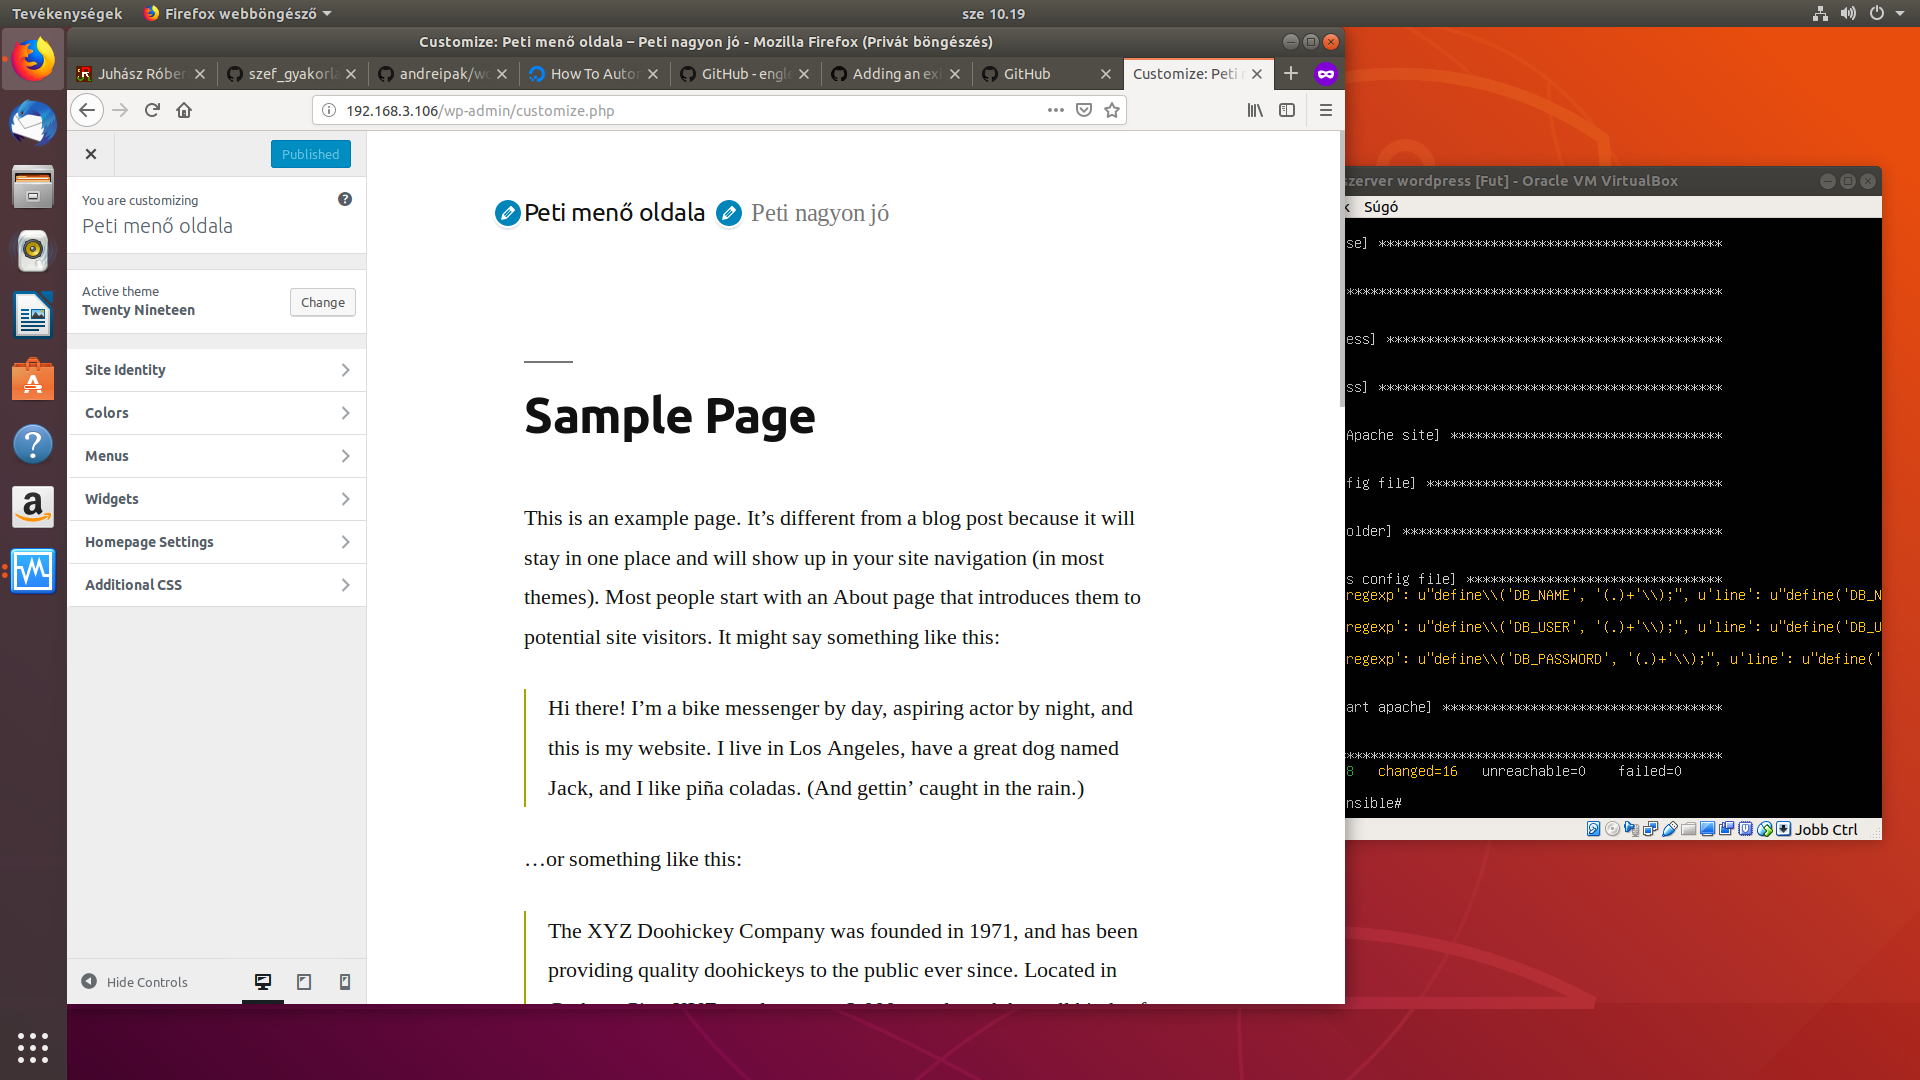 Tevékenységek
Firefox webböngésző
sze 10.19
Customize: Peti menő oldala – Peti nagyon jó - Mozilla Firefox (Privát böngészés)
Juhász Róber
szef_gyakorla
andreipak/wo
How To Autor
GitHub - engle
Adding an exi
GitHub
Customize: Peti
192.168.3.106/wp-admin/customize.php
Published
You are customizing
Peti menő oldala
Active theme
Twenty Nineteen
Change
Site Identity
Colors
Menus
Widgets
Homepage Settings
Additional CSS
Hide Controls
Peti menő oldala
Peti nagyon jó
Sample Page
This is an example page. It’s different from a blog post because it will
stay in one place and will show up in your site navigation (in most
themes). Most people start with an About page that introduces them to
potential site visitors. It might say something like this:
Hi there! I’m a bike messenger by day, aspiring actor by night, and
this is my website. I live in Los Angeles, have a great dog named
Jack, and I like piña coladas. (And gettin’ caught in the rain.)
…or something like this:
The XYZ Doohickey Company was founded in 1971, and has been
providing quality doohickeys to the public ever since. Located in
szerver wordpress [Fut] - Oracle VM VirtualBox
k Súgó
se] *******************************************
***********************************************
ess] ******************************************
ss] *******************************************
Apache site] **********************************
fig file] *************************************
older] ****************************************
s config file] ********************************
regexp': u"define\\('DB_NAME', '(.)+'\\);", u'line': u"define('DB_N
regexp': u"define\\('DB_USER', '(.)+'\\);", u'line': u"define('DB_U
regexp': u"define\\('DB_PASSWORD', '(.)+'\\);", u'line': u"define('
art apache] ***********************************
***********************************************
8 changed=16 unreachable=0 failed=0
nsible#
Jobb Ctrl